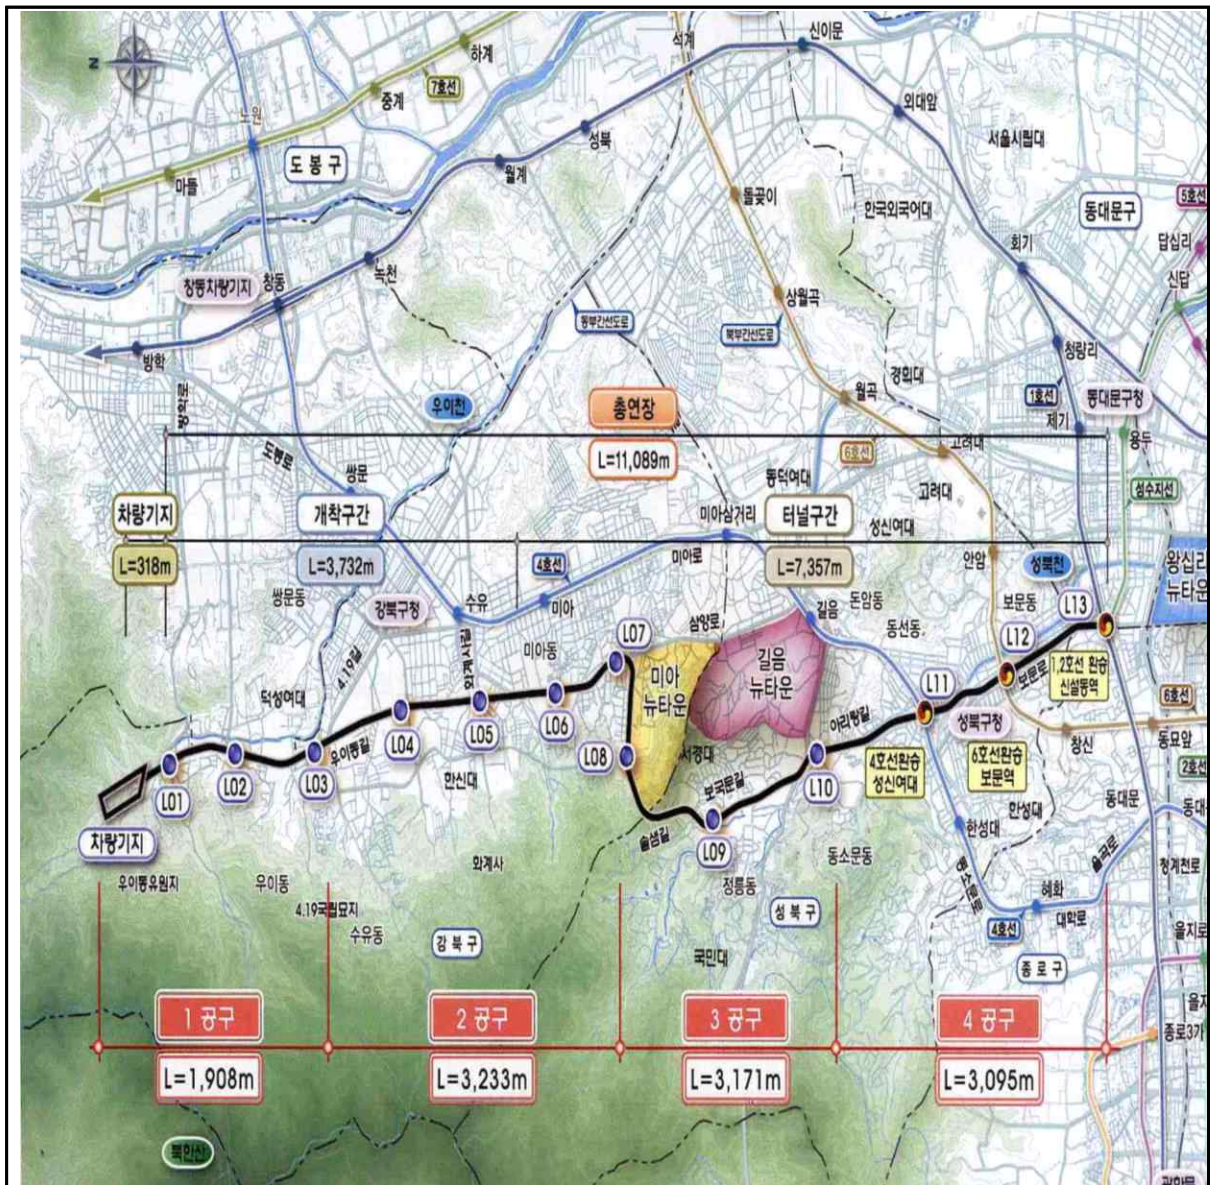 N
석계
신이문
하계
7호선
중계
외대앞
노원
성북
서울시립대
도봉구
월계
마들
돌곶이
한국외국어대
동대문구
5호선
답십리
회기
녹천
신답
창동차량기지
창동
상월곡
동부간선도로
북부간선도로
방학
청량리
방학로
월곡
경희대
1호선
동대문구청
우이천
총연장
제기
용두
도봉로
L=11,089m
6호선
고려대
쌍문
동덕여대
고려대
성수지선
차량기지
개착구간
미아삼거리
터널구간
성신여대
L=318m
L=3,732m
4호선
미아로
L=7,357m
안암
성북천
왕십리
뉴타운
쌍문동
강북구청
수유
미아
삼양로
길음
돈암동
보문동
L13
동선동
L12
L07
미아동
4.19길
덕성여대
미아
뉴타운
길음
뉴타운
보문로
1,2호선 환승
신설동역
L11
6호선
L04
L05
L06
우이동길
아리랑길
성북구청
창신
동묘앞
L08
서경대
L01
L02
L03
한신대
보국문길
L10
4호선환승
성신여대
6호선환승
보문역
2호선
한성대
한성대
동대문
차량기지
솔샘길
L09
율곡로
화계사
동소문동
청계천로
우이동유원지
우이동
정릉동
동소문로
혜화
4.19국립묘지
수유동
성북구
대학로
4호선
을지로
강북구
국민대
종로구
1 공구
2 공구
3 공구
4 공구
종로3가
L=1,908m
L=3,233m
L=3,171m
L=3,095m
북한산